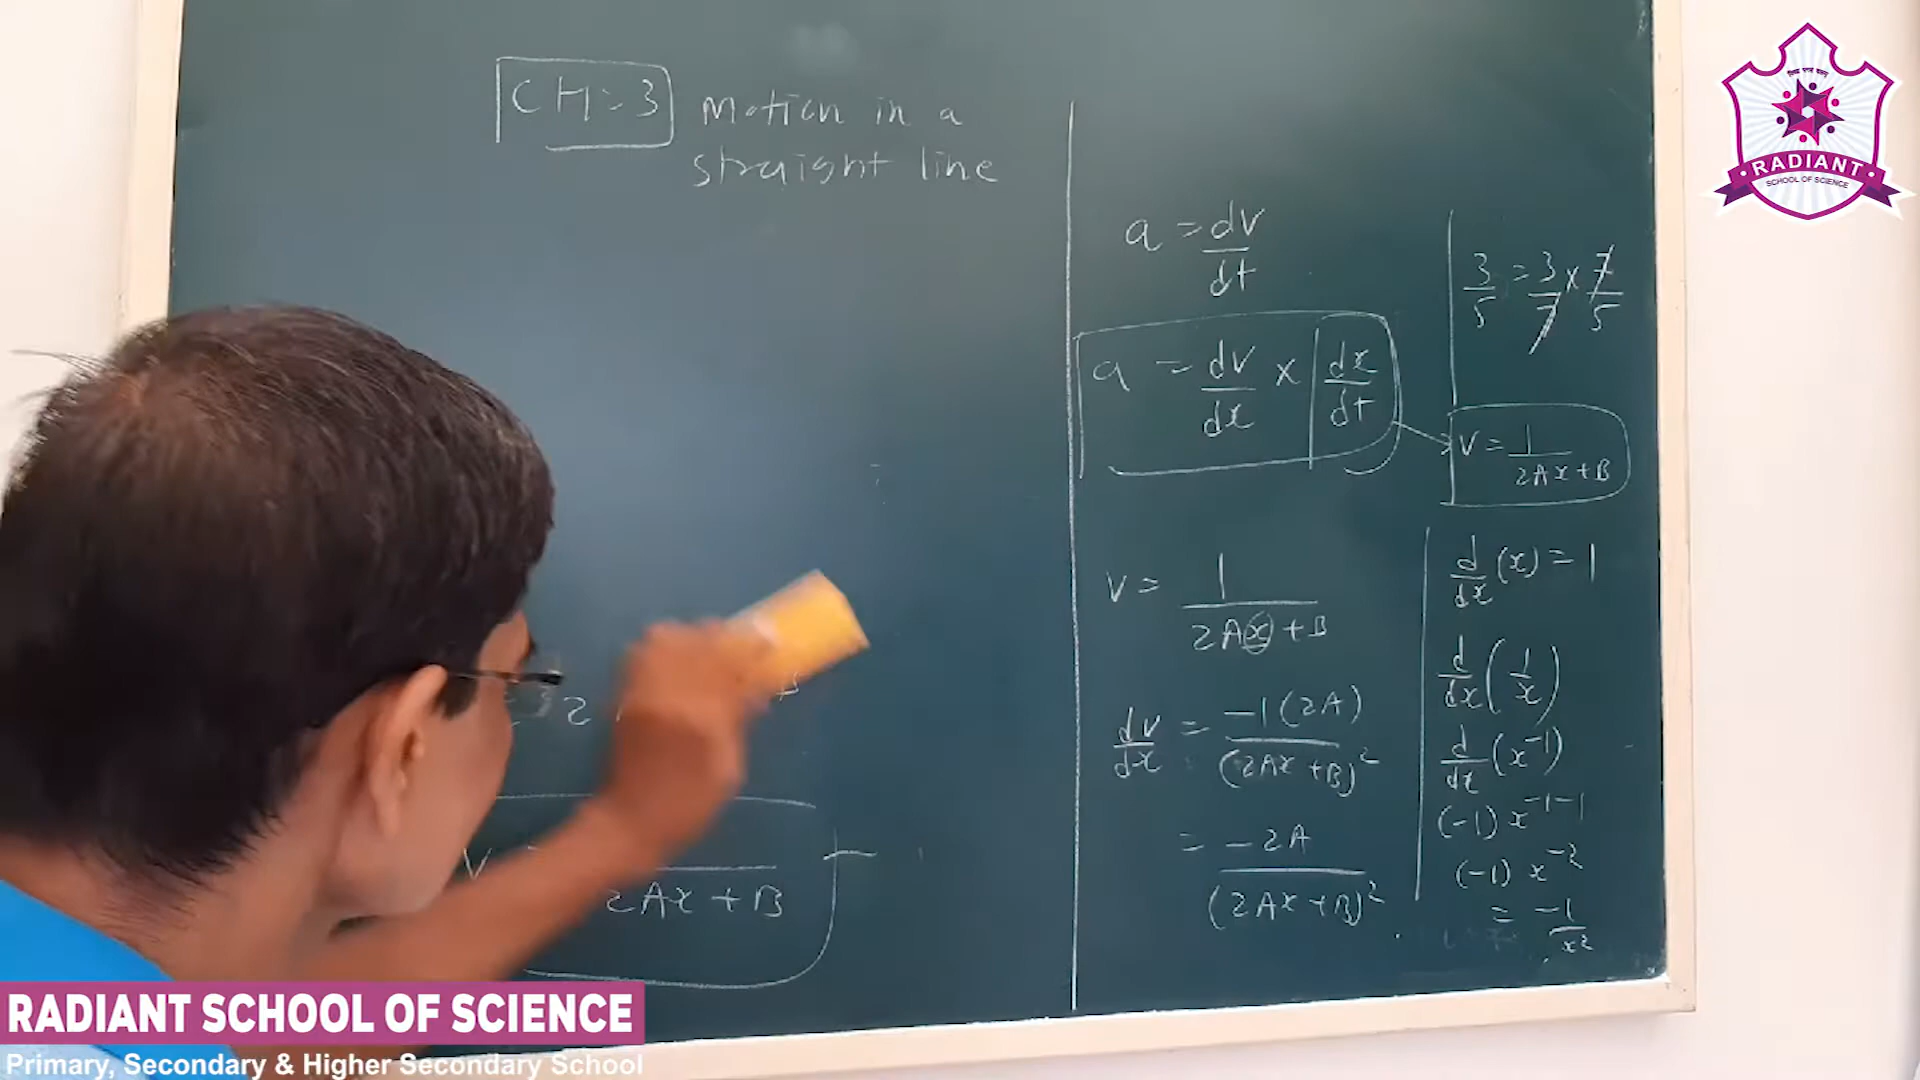 CH-3 Motion in a
straight line
2
V
2Ax + B
a = dv/dt
a = dv/dx × dx/dt
v = 1/(2Ax + B)
dv/dx = -1(2A)/(2Ax + B)²
= -2A/(2Ax + B)²
3/5 = 3/7 × 7/5
v = 1/(2Ax + B)
d/dx (x) = 1
d/dx (1/x)
d/dx (x⁻¹)
(-1) x⁻¹⁻¹
(-1) x⁻²
= -1/x²
RADIANT
SCHOOL OF SCIENCE
RADIANT SCHOOL OF SCIENCE
Primary, Secondary & Higher Secondary School